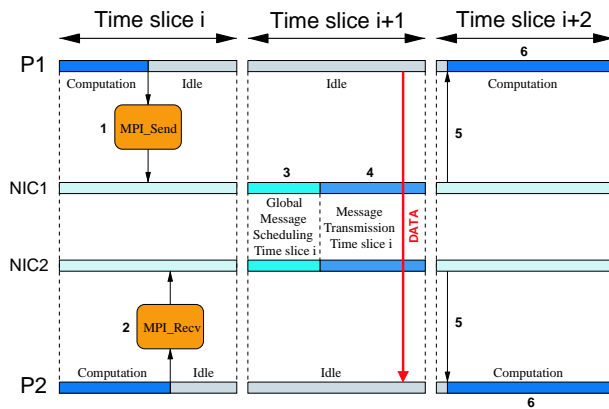 Time slice i
Time slice i+1
Time slice i+2
P1
6
Computation
Idle
Idle
Computation
1
MPI_Send
5
NIC1
3
4
Global
Message
Scheduling
Time slice i
Message
Transmission
Time slice i
DATA
NIC2
2
MPI_Recv
5
Computation
Idle
Idle
Computation
P2
6